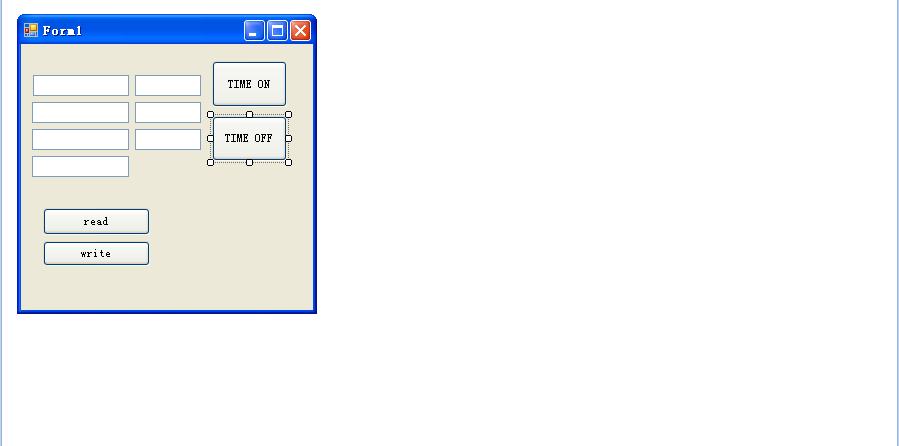 Form1
TIME ON
TIME OFF
read
write